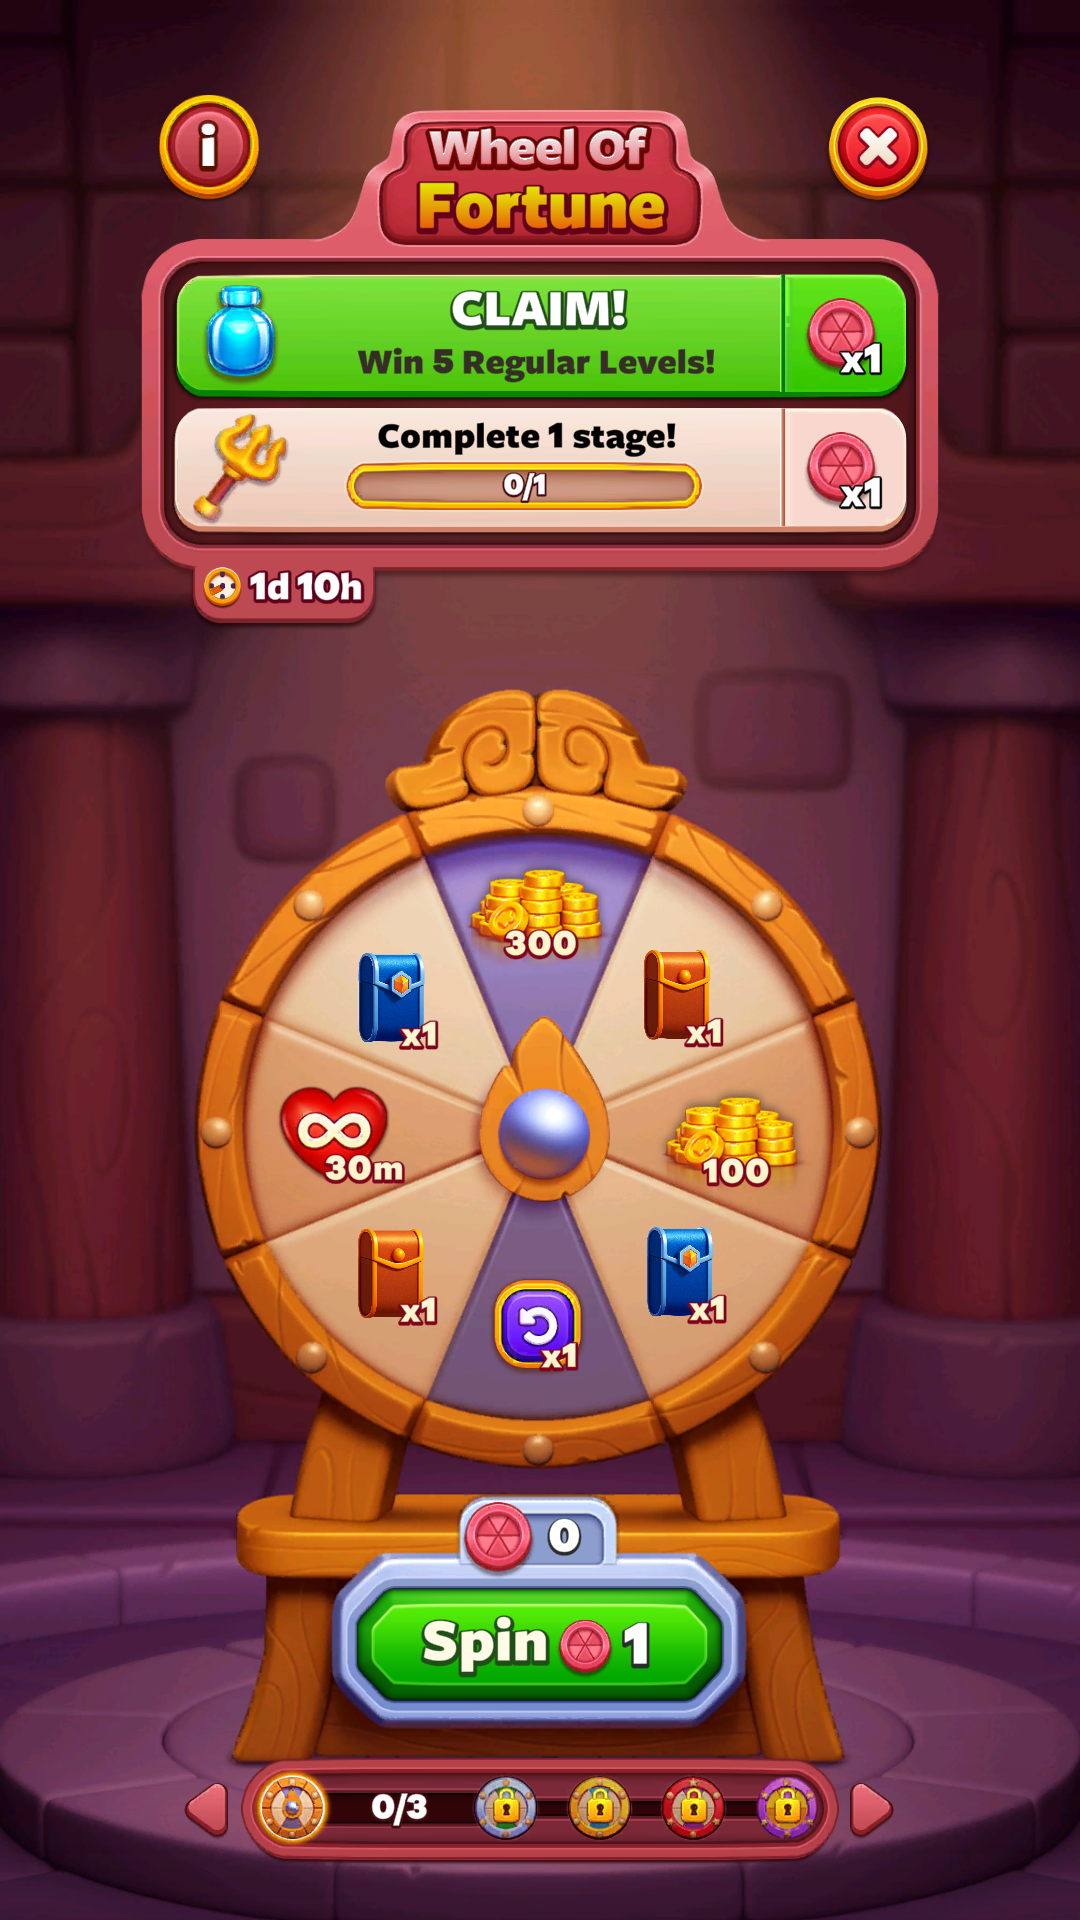 i
Wheel Of
Fortune
CLAIM!
Win 5 Regular Levels!
x1
Complete 1 stage!
0/1
x1
1d 10h
300
x1
x1
30m
100
x1
x1
x1
0
Spin 1
0/3